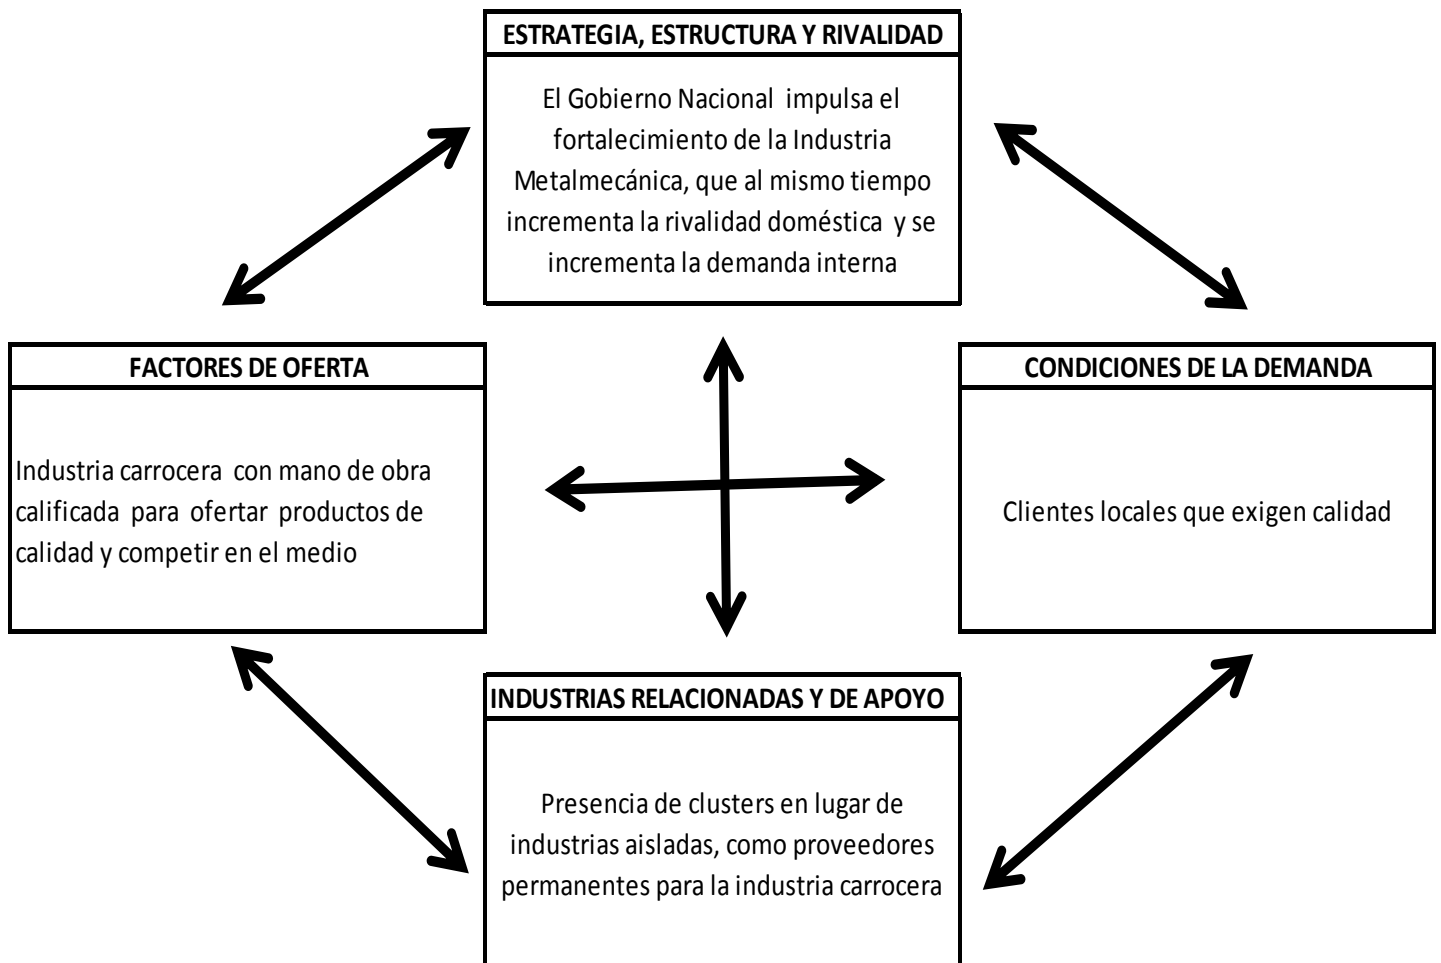 ESTRATEGIA, ESTRUCTURA Y RIVALIDAD
El Gobierno Nacional impulsa el
fortalecimiento de la Industria
Metalmecánica, que al mismo tiempo
incrementa la rivalidad doméstica y se
incrementa la demanda interna
FACTORES DE OFERTA
Industria carrocera con mano de obra
calificada para ofertar productos de
calidad y competir en el medio
CONDICIONES DE LA DEMANDA
Clientes locales que exigen calidad
INDUSTRIAS RELACIONADAS Y DE APOYO
Presencia de clusters en lugar de
industrias aisladas, como proveedores
permanentes para la industria carrocera